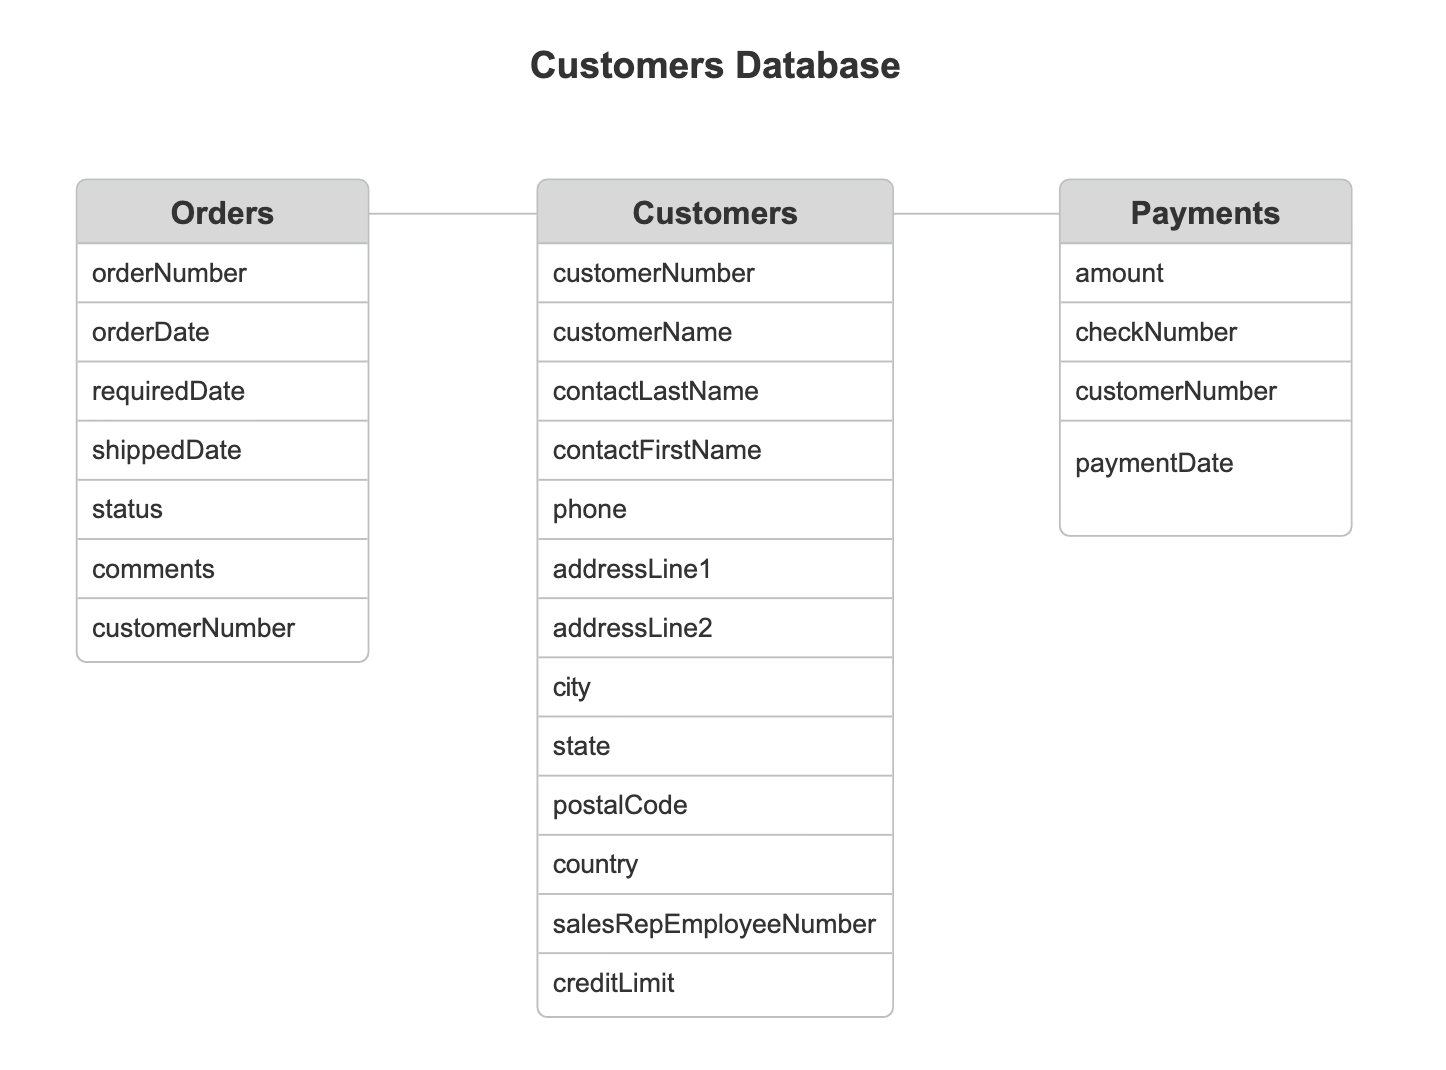 Customers Database
Orders
orderNumber
orderDate
requiredDate
shippedDate
status
comments
customerNumber
Customers
customerNumber
customerName
contactLastName
contactFirstName
phone
addressLine1
addressLine2
city
state
postalCode
country
salesRepEmployeeNumber
creditLimit
Payments
amount
checkNumber
customerNumber
paymentDate